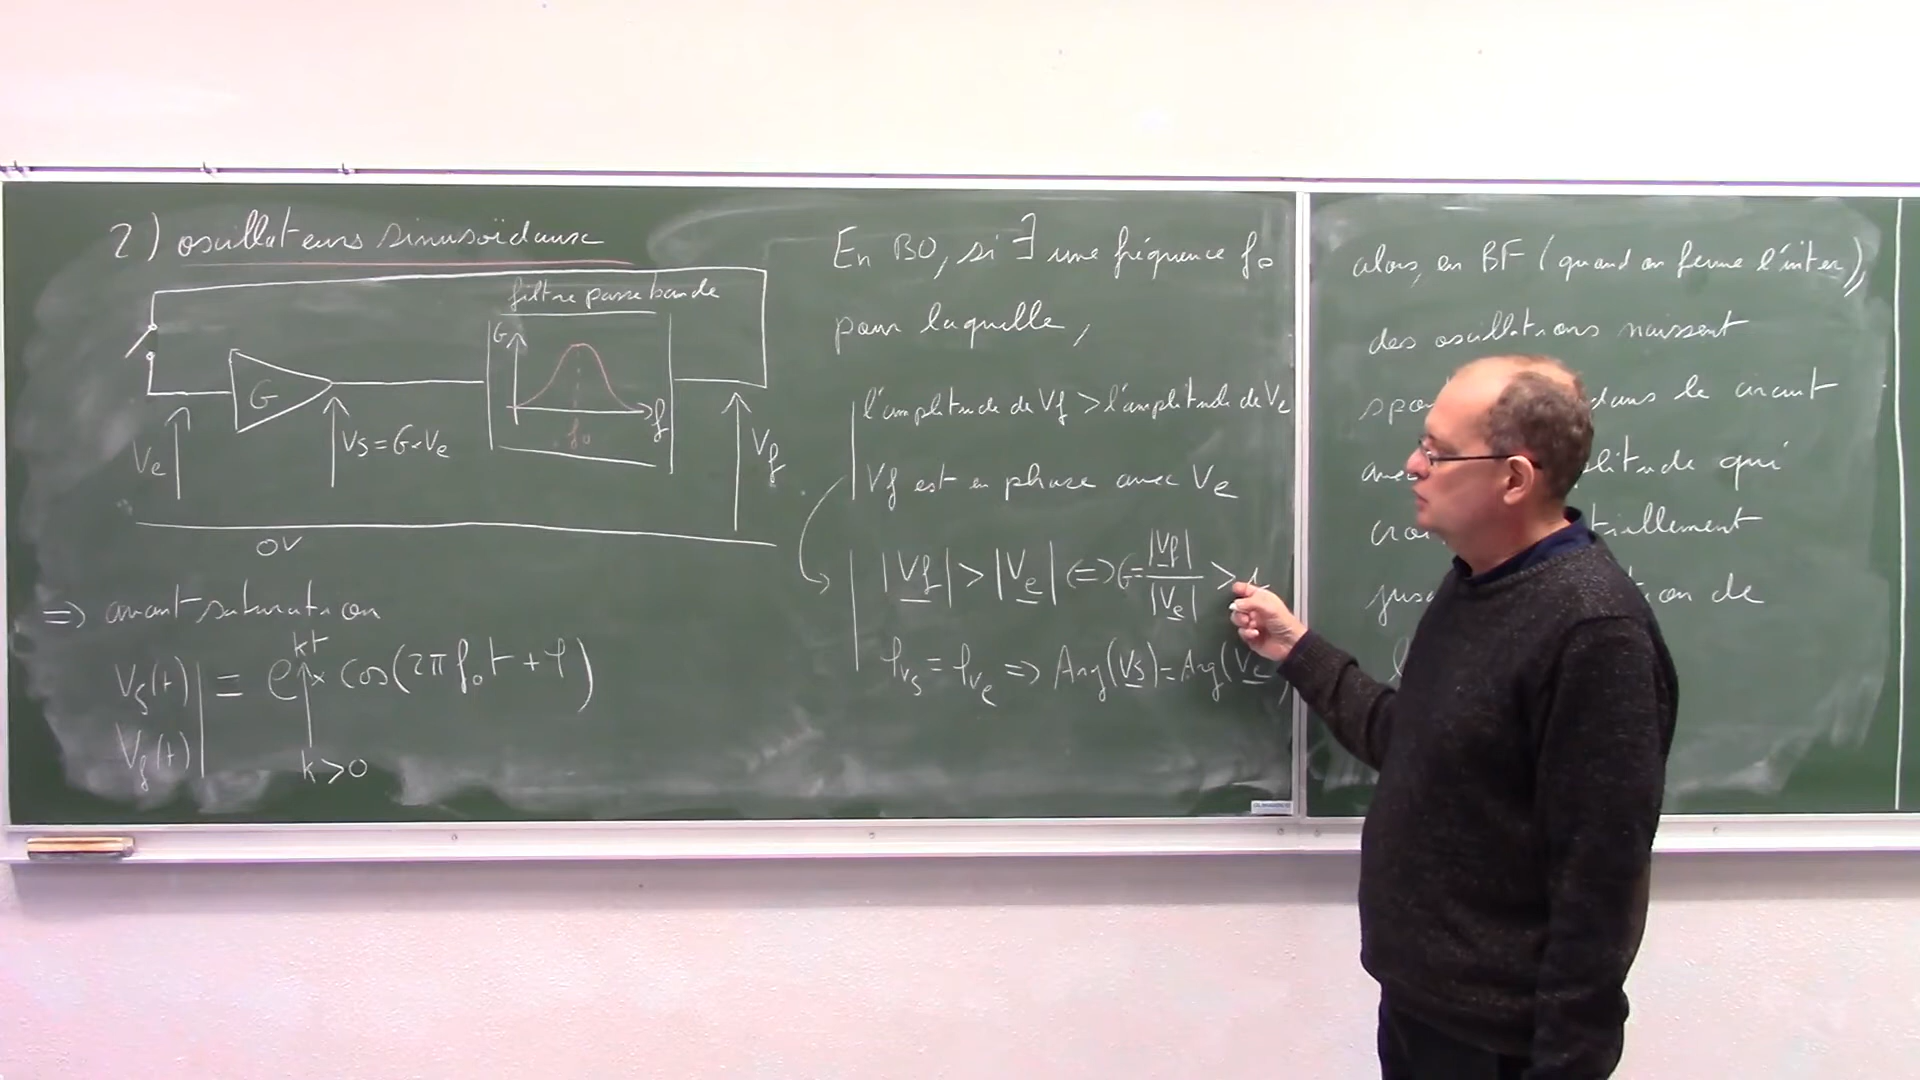 2) oscillateurs sinusoïdaux
filtre passe bande
G
f
f0
G
Ve
Vs = G×Ve
Vf
0V
=> avant saturation
Vs(t)
Vf(t)
= e^kt × cos(2πf0t + φ)
k>0
En BO, si ∃ une fréquence f0
pour laquelle,
l'amplitude de Vf > l'amplitude de Ve
Vf est en phase avec Ve
|Vf| > |Ve| <=> G = |Vf| / |Ve| > 1
φVs = φVe => Arg(Vs) = Arg(Ve)
alors, en BF (quand on ferme l'inter),
des oscillations naissent
dans le circuit
qui
de